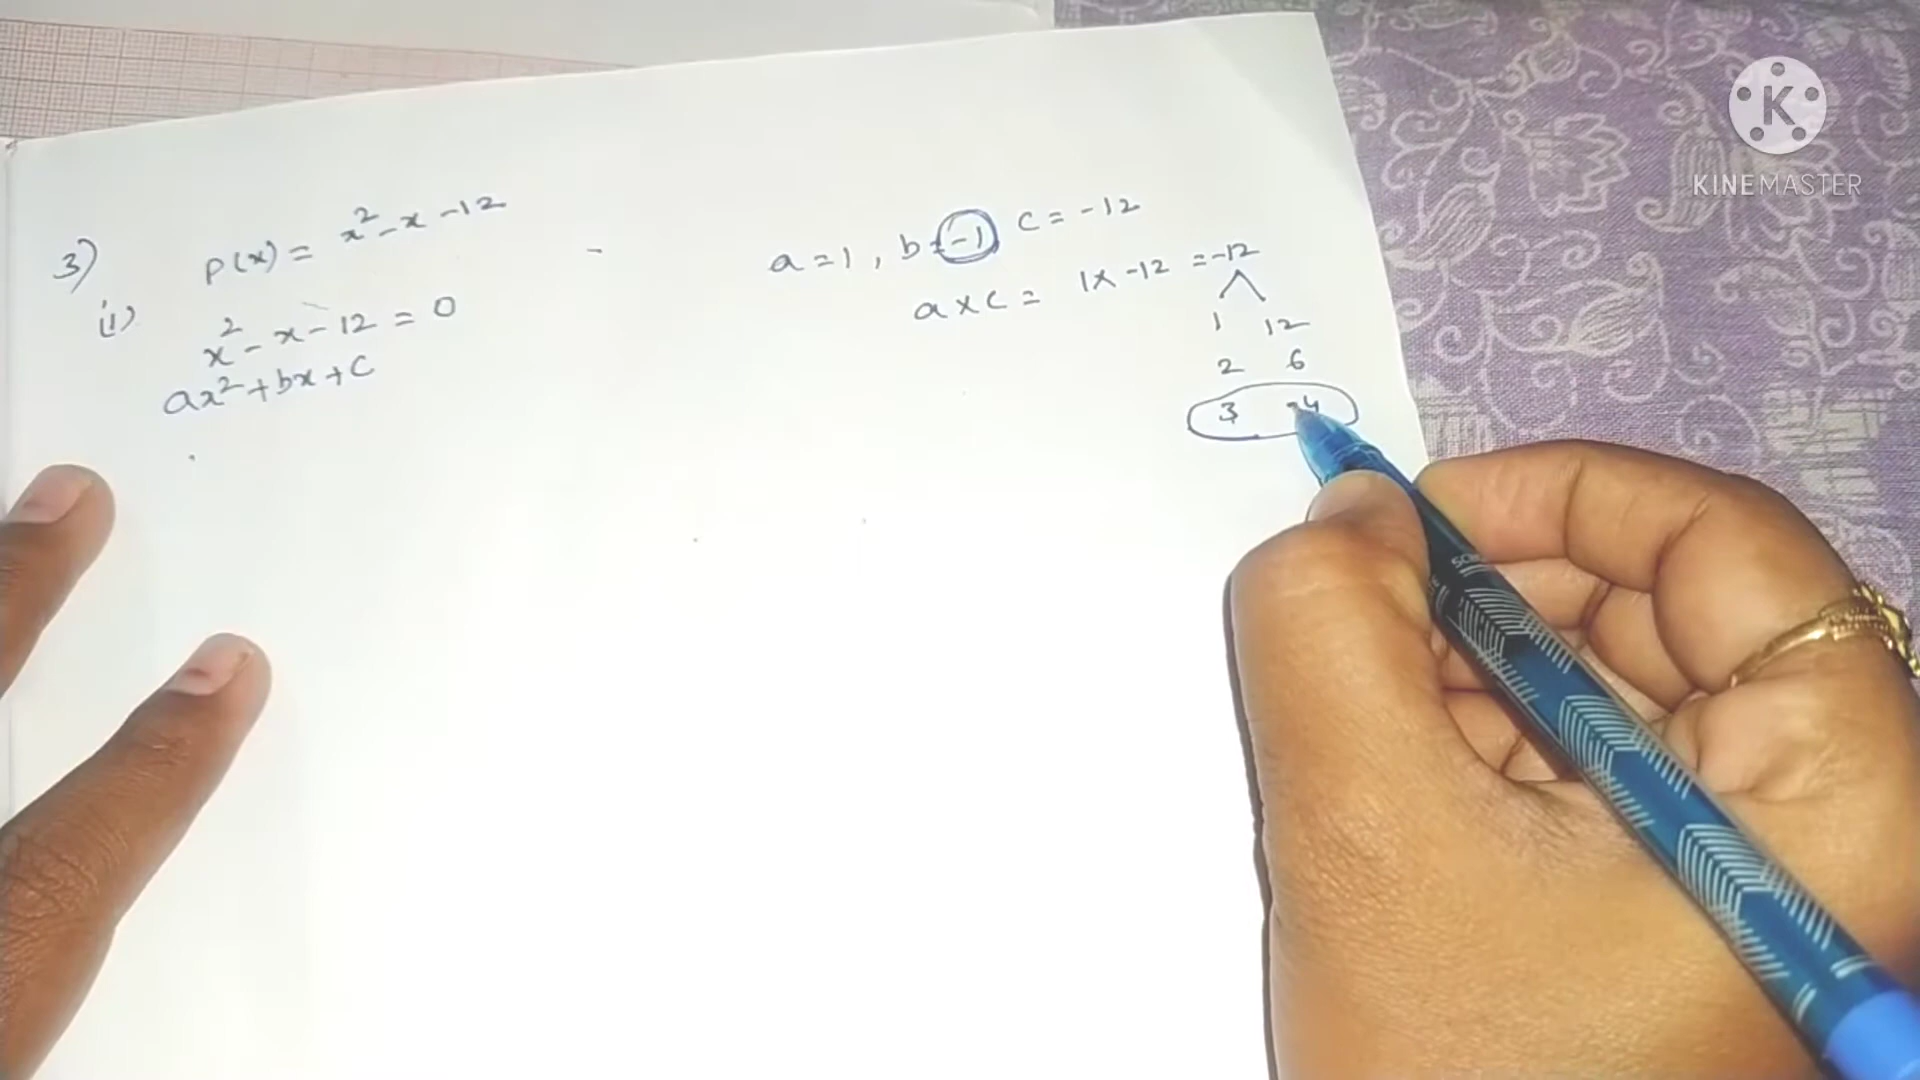 3) p(x) = x² - x - 12
(i) x² - x - 12 = 0
ax² + bx + c
a = 1, b = -1, c = -12
a × c = 1 × -12 = -12
1 12
2 6
3 -4
K
KINEMASTER